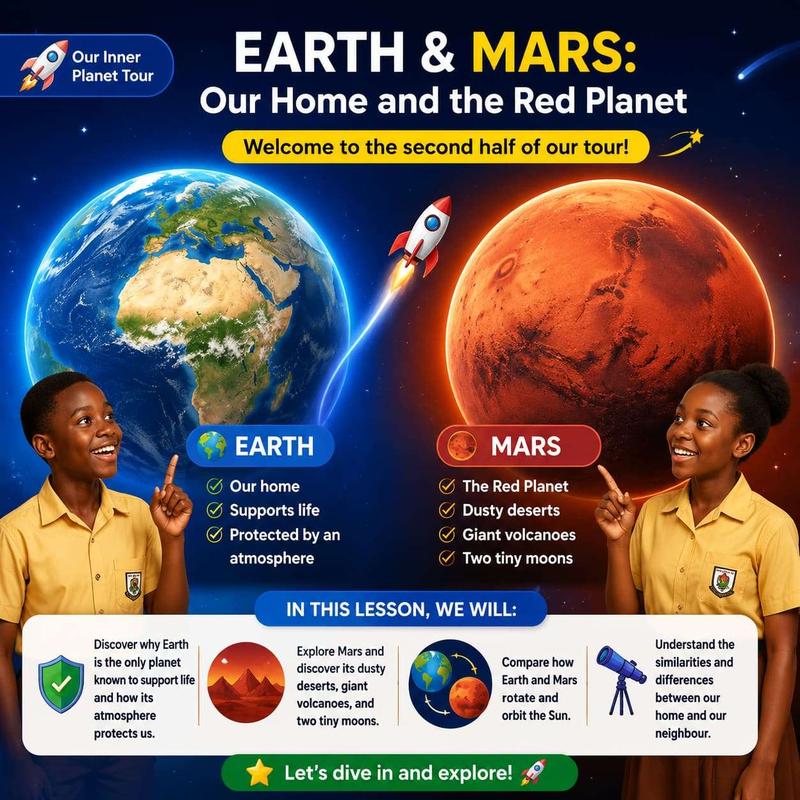 Our Inner
Planet Tour
EARTH & MARS:
Our Home and the Red Planet
Welcome to the second half of our tour!
EARTH
Our home
Supports life
Protected by an
atmosphere
MARS
The Red Planet
Dusty deserts
Giant volcanoes
Two tiny moons
IN THIS LESSON, WE WILL:
Discover why Earth
is the only planet
known to support life
and how its
atmosphere
protects us.
Explore Mars and
discover its dusty
deserts, giant
volcanoes, and
two tiny moons.
Compare how
Earth and Mars
rotate and
orbit the Sun.
Understand the
similarities and
differences
between our
home and our
neighbour.
Let's dive in and explore!